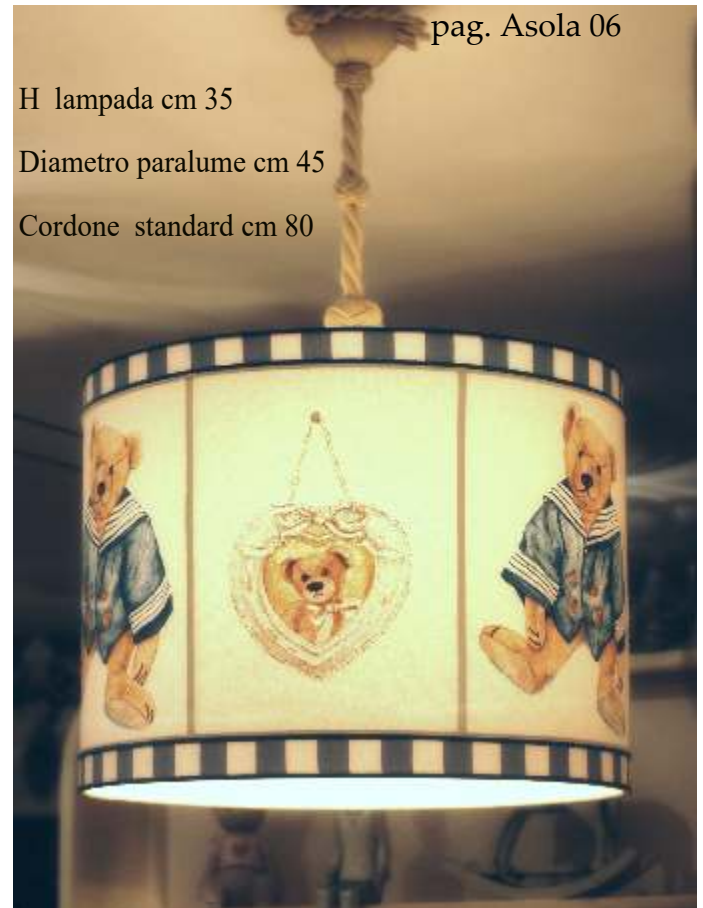 pag. Asola 06
H lampada cm 35
Diametro paralume cm 45
Cordone standard cm 80